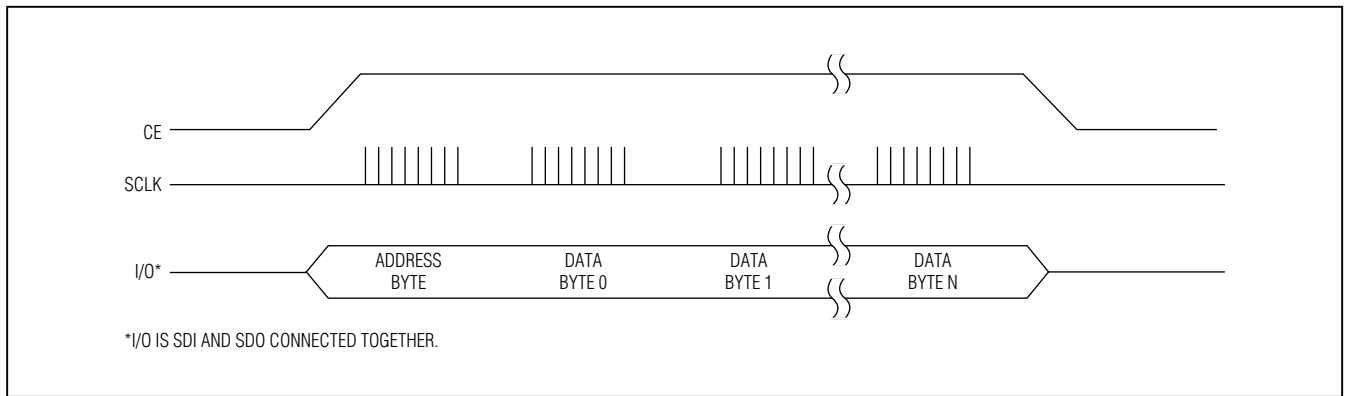 CE
SCLK
I/O*
ADDRESS
BYTE
DATA
BYTE 0
DATA
BYTE 1
DATA
BYTE N
*I/O IS SDI AND SDO CONNECTED TOGETHER.